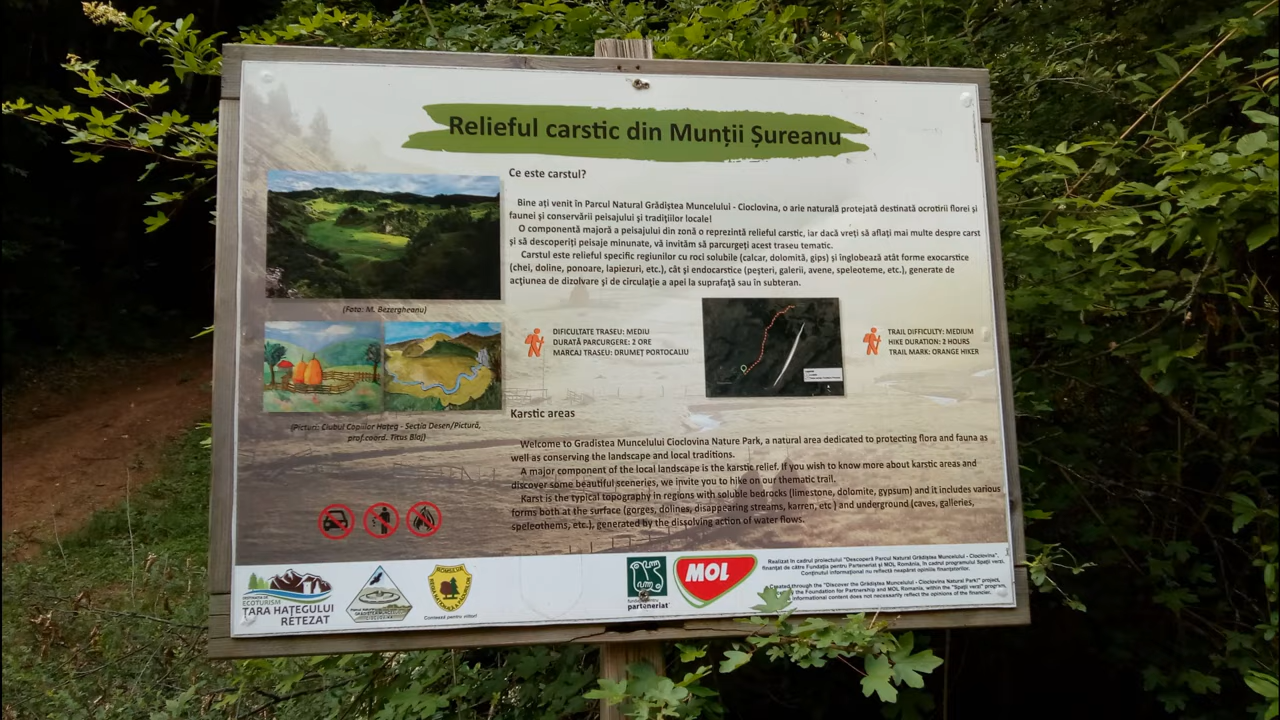 Relieful carstic din Munții Șureanu
Ce este carstul?
Bine ați venit în Parcul Natural Grădiștea Muncelului - Cioclovina, o arie naturală protejată destinată ocrotirii florei și
faunei și conservării peisajului și tradițiilor locale!
O componentă majoră a peisajului din zonă o reprezintă relieful carstic, iar dacă vreți să aflați mai multe despre carst
și să descoperiți peisaje minunate, vă invităm să parcurgeți acest traseu tematic.
Carstul este relieful specific regiunilor cu roci solubile (calcar, dolomită, gips) și înglobează atât forme exocarstice
(chei, doline, ponoare, lapiezuri, etc.), cât și endocarstice (peșteri, galerii, avene, speleoteme, etc.), generate de
acțiunea de dizolvare și de circulație a apei la suprafață sau în subteran.
(Foto: M. Bezergheanu)
DIFICULTATE TRASEU: MEDIU
DURATĂ PARCURGERE: 2 ORE
MARCAJ TRASEU: DRUMEȚ PORTOCALIU
TRAIL DIFFICULTY: MEDIUM
HIKE DURATION: 2 HOURS
TRAIL MARK: ORANGE HIKER
(Picturi: Clubul Copiilor Hațeg - Secția Desen/Pictură,
prof.coord. Titus Blaj)
Karstic areas
Welcome to Gradistea Muncelului Cioclovina Nature Park, a natural area dedicated to protecting flora and fauna as
well as conserving the landscape and local traditions.
A major component of the local landscape is the karstic relief. If you wish to know more about karstic areas and
discover some beautiful sceneries, we invite you to hike on our thematic trail.
Karst is the typical topography in regions with soluble bedrocks (limestone, dolomite, gypsum) and it includes various
forms both at the surface (gorges, dolines, disappearing streams, karren, etc ) and underground (caves, galleries,
speleothems, etc.), generated by the dissolving action of water flows.
ECOTURISM
ȚARA HAȚEGULUI
RETEZAT
ROMSILVA
fundația pentru
parteneriat
MOL
Realizat în cadrul proiectului "Descoperă Parcul Natural Grădiștea Muncelului - Cioclovina",
finanțat de către Fundația pentru Parteneriat și MOL România, în cadrul programului Spații verzi.
Conținutul informațional nu reflectă neapărat opiniile finanțatorilor.
Created through the "Discover the Grădiștea Muncelului - Cioclovina Natural Park!" project,
by the Foundation for Partnership and MOL Romania, within the "Spații verzi" program,
informational content does not necessarily reflect the opinions of the financier.